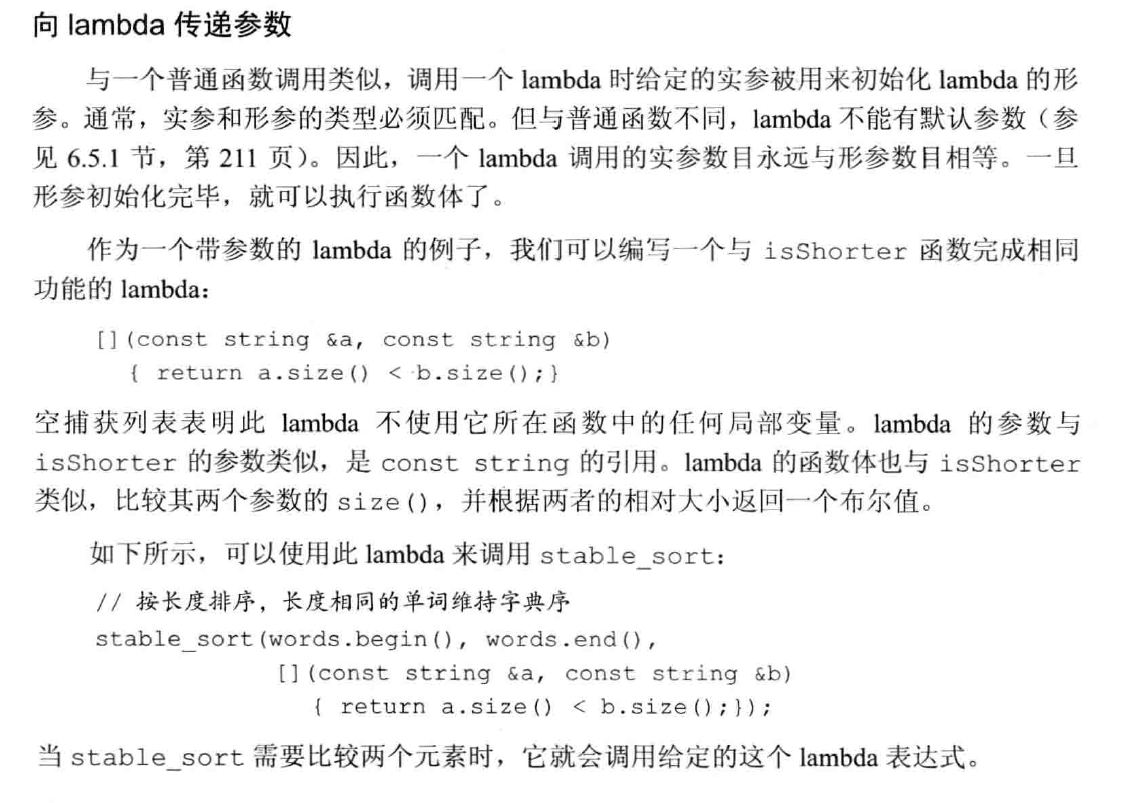 向 lambda 传递参数
与一个普通函数调用类似，调用一个 lambda 时给定的实参被用来初始化 lambda 的形
参。通常，实参和形参的类型必须匹配。但与普通函数不同，lambda 不能有默认参数（参
见 6.5.1 节，第 211 页）。因此，一个 lambda 调用的实参数目永远与形参数目相等。一旦
形参初始化完毕，就可以执行函数体了。
作为一个带参数的 lambda 的例子，我们可以编写一个与 isShorter 函数完成相同
功能的 lambda：
[](const string &a, const string &b)
{ return a.size() < b.size();}
空捕获列表表明此 lambda 不使用它所在函数中的任何局部变量。lambda 的参数与
isShorter 的参数类似，是 const string 的引用。lambda 的函数体也与 isShorter
类似，比较其两个参数的 size()，并根据两者的相对大小返回一个布尔值。
如下所示，可以使用此 lambda 来调用 stable_sort：
// 按长度排序，长度相同的单词维持字典序
stable_sort(words.begin(), words.end(),
[](const string &a, const string &b)
{ return a.size() < b.size();});
当 stable_sort 需要比较两个元素时，它就会调用给定的这个 lambda 表达式。